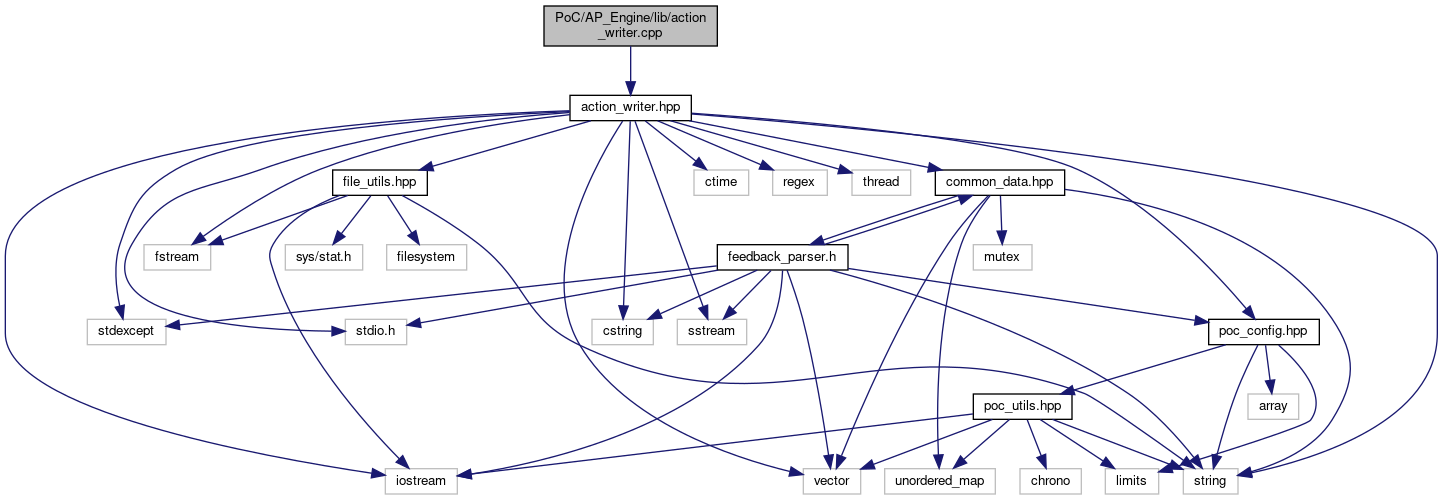 PoC/AP_Engine/lib/action
_writer.cpp
action_writer.hpp
file_utils.hpp
ctime
regex
thread
common_data.hpp
fstream
sys/stat.h
filesystem
feedback_parser.h
mutex
stdexcept
stdio.h
cstring
sstream
poc_config.hpp
poc_utils.hpp
array
iostream
vector
unordered_map
chrono
limits
string